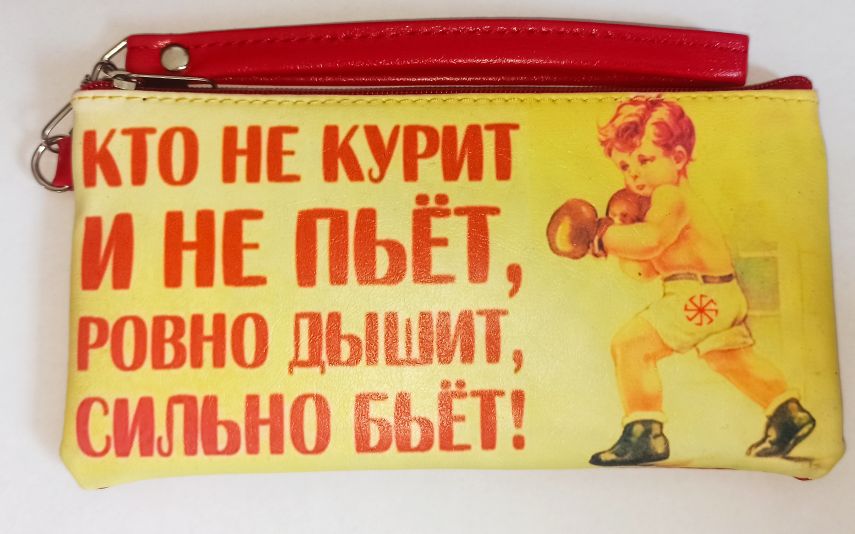 КТО НЕ КУРИТ
И НЕ ПЬЁТ,
РОВНО ДЫШИТ,
СИЛЬНО БЬЁТ!